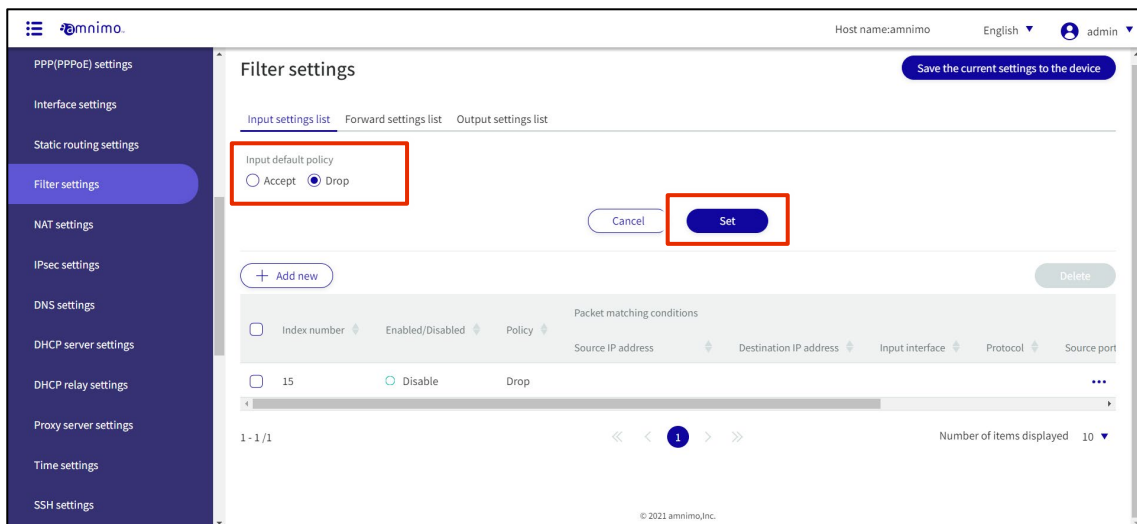 amnimo
Host name:amnimo
English
admin
PPP(PPPoE) settings
Interface settings
Static routing settings
Filter settings
NAT settings
IPsec settings
DNS settings
DHCP server settings
DHCP relay settings
Proxy server settings
Time settings
SSH settings
Filter settings
Save the current settings to the device
Input settings list Forward settings list Output settings list
Input default policy
Accept Drop
Cancel Set
+ Add new
Delete
Packet matching conditions
Index number Enabled/Disabled Policy
Source IP address Destination IP address Input interface Protocol Source port
15 Disable Drop
1 - 1 /1
1
Number of items displayed 10
© 2021 amnimo,Inc.